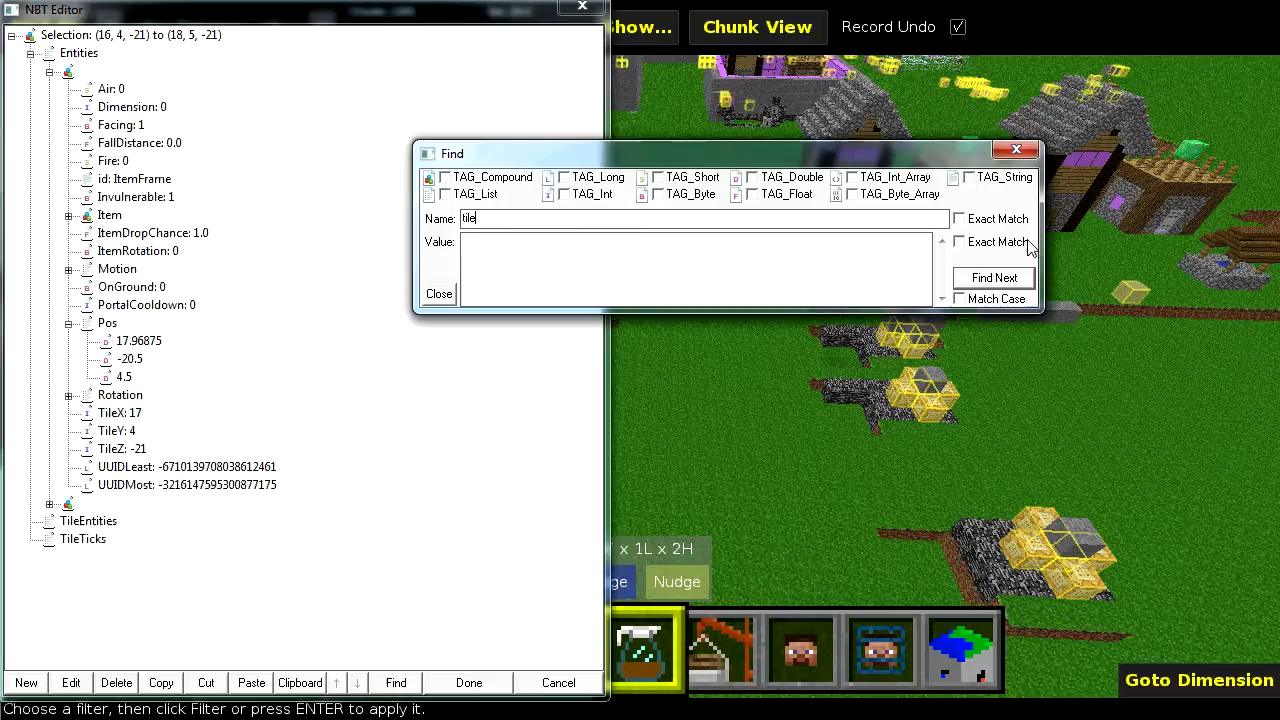 NBT Editor
Show...
Chunk View
Record Undo
Selection: (16, 4, -21) to (18, 5, -21)
Entities
Air: 0
Dimension: 0
Facing: 1
FallDistance: 0.0
Fire: 0
id: ItemFrame
Invulnerable: 1
Item
ItemDropChance: 1.0
ItemRotation: 0
Motion
OnGround: 0
PortalCooldown: 0
Pos
17.96875
-20.5
4.5
Rotation
TileX: 17
TileY: 4
TileZ: -21
UUIDLeast: -6710139708038612461
UUIDMost: -3216147595300877175
TileEntities
TileTicks
Find
TAG_Compound TAG_Long TAG_Short TAG_Double TAG_Int_Array TAG_String
TAG_List TAG_Int TAG_Byte TAG_Float TAG_Byte_Array
Name: tile Exact Match
Value: Exact Match
Find Next
Close
Match Case
x 1L x 2H
Nudge
New Edit Delete Copy Cut Paste Clipboard ↑ ↓ Find Done Cancel
Goto Dimension
Choose a filter, then click Filter or press ENTER to apply it.